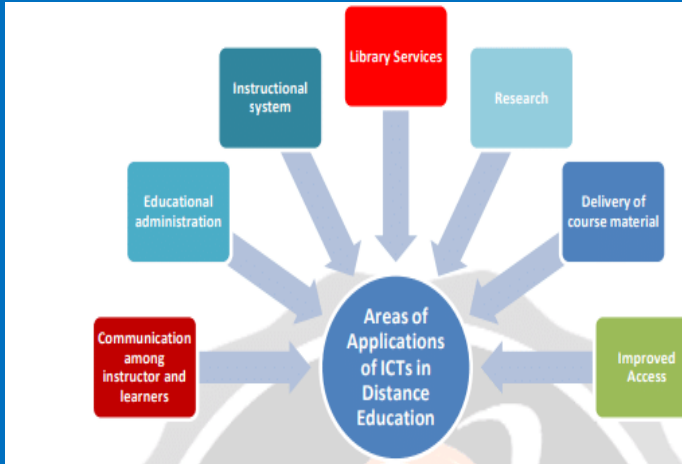 Library Services
Instructional
system
Research
Educational
administration
Delivery of
course material
Communication
among
instructor and
learners
Areas of
Applications
of ICTs in
Distance
Education
Improved
Access